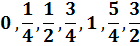 0 , 1/4 , 1/2 , 3/4 , 1 , 5/4 , 3/2